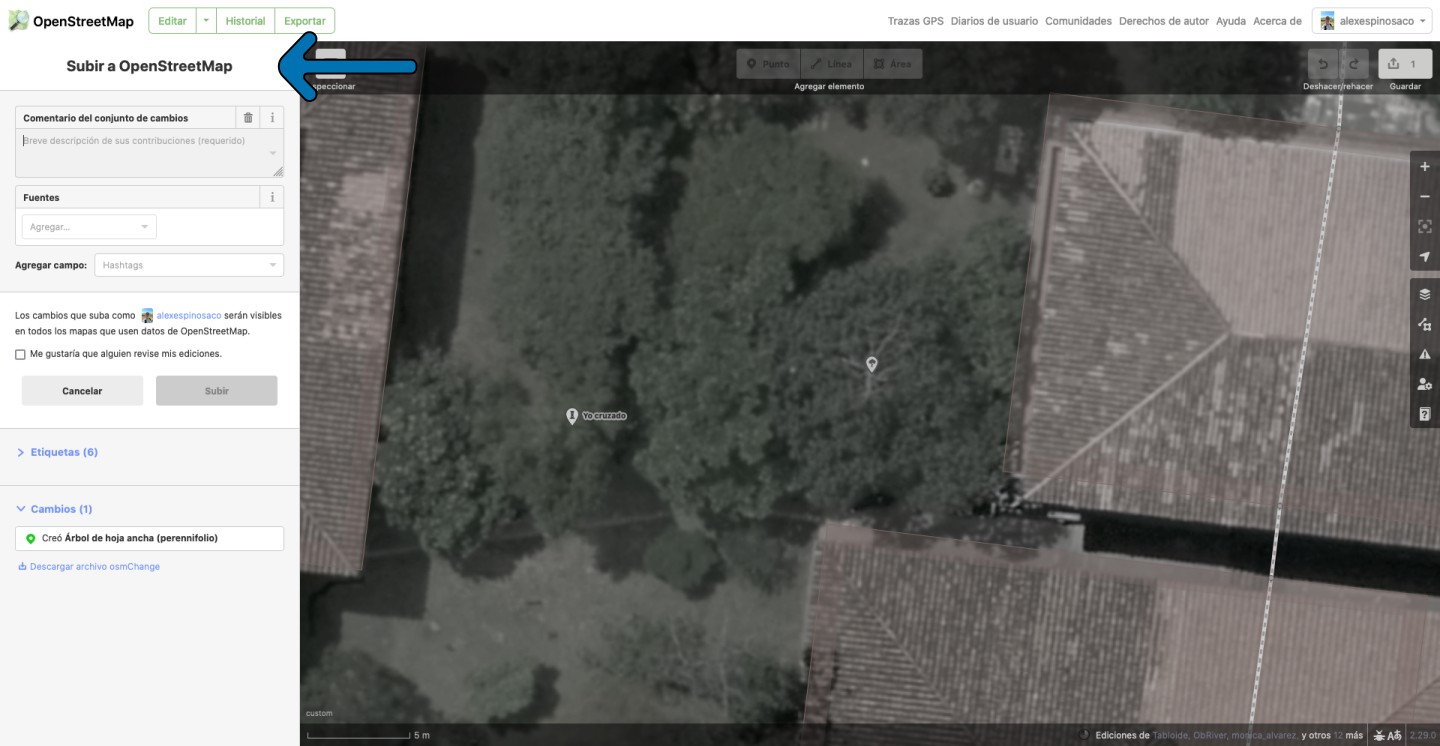 OpenStreetMap
Editar
Historial
Exportar
Trazas GPS Diarios de usuario Comunidades Derechos de autor Ayuda Acerca de
alexespinosaco
Subir a OpenStreetMap
Punto
Línea
Área
1
speccionar
Agregar elemento
Deshacer/rehacer
Guardar
Comentario del conjunto de cambios
Breve descripción de sus contribuciones (requerido)
Fuentes
Agregar...
Agregar campo:
Hashtags
Los cambios que suba como alexespinosaco serán visibles
en todos los mapas que usen datos de OpenStreetMap.
Me gustaría que alguien revise mis ediciones.
Cancelar
Subir
Yo cruzado
Etiquetas (6)
Cambios (1)
Creó Árbol de hoja ancha (perennifolio)
Descargar archivo osmChange
custom
5 m
Ediciones de Tabloide, ObRiver, monica_alvarez, y otros 12 más
2.29.0